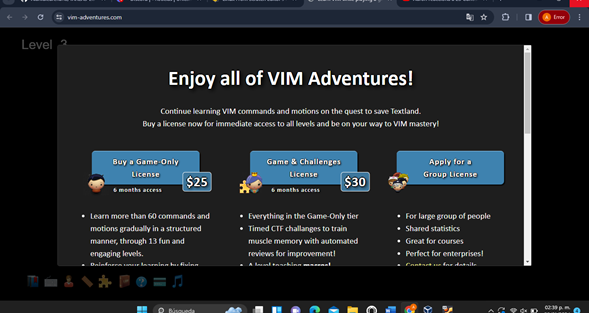 vim-adventures.com
Error
Level 3
Enjoy all of VIM Adventures!
Continue learning VIM commands and motions on the quest to save Textland.
Buy a license now for immediate access to all levels and be on your way to VIM mastery!
Buy a Game-Only
License
$25
6 months access
Game & Challenges
License
$30
6 months access
Apply for a
Group License
• Learn more than 60 commands and
motions gradually in a structured
manner, through 13 fun and
engaging levels.
• Reinforce your learning by fixing
• Everything in the Game-Only tier
• Timed CTF challanges to train
muscle memory with automated
reviews for improvement!
• A level teaching macros!
• For large group of people
• Shared statistics
• Great for courses
• Perfect for enterprises!
• Contact us for details
Búsqueda
02:39 p. m.